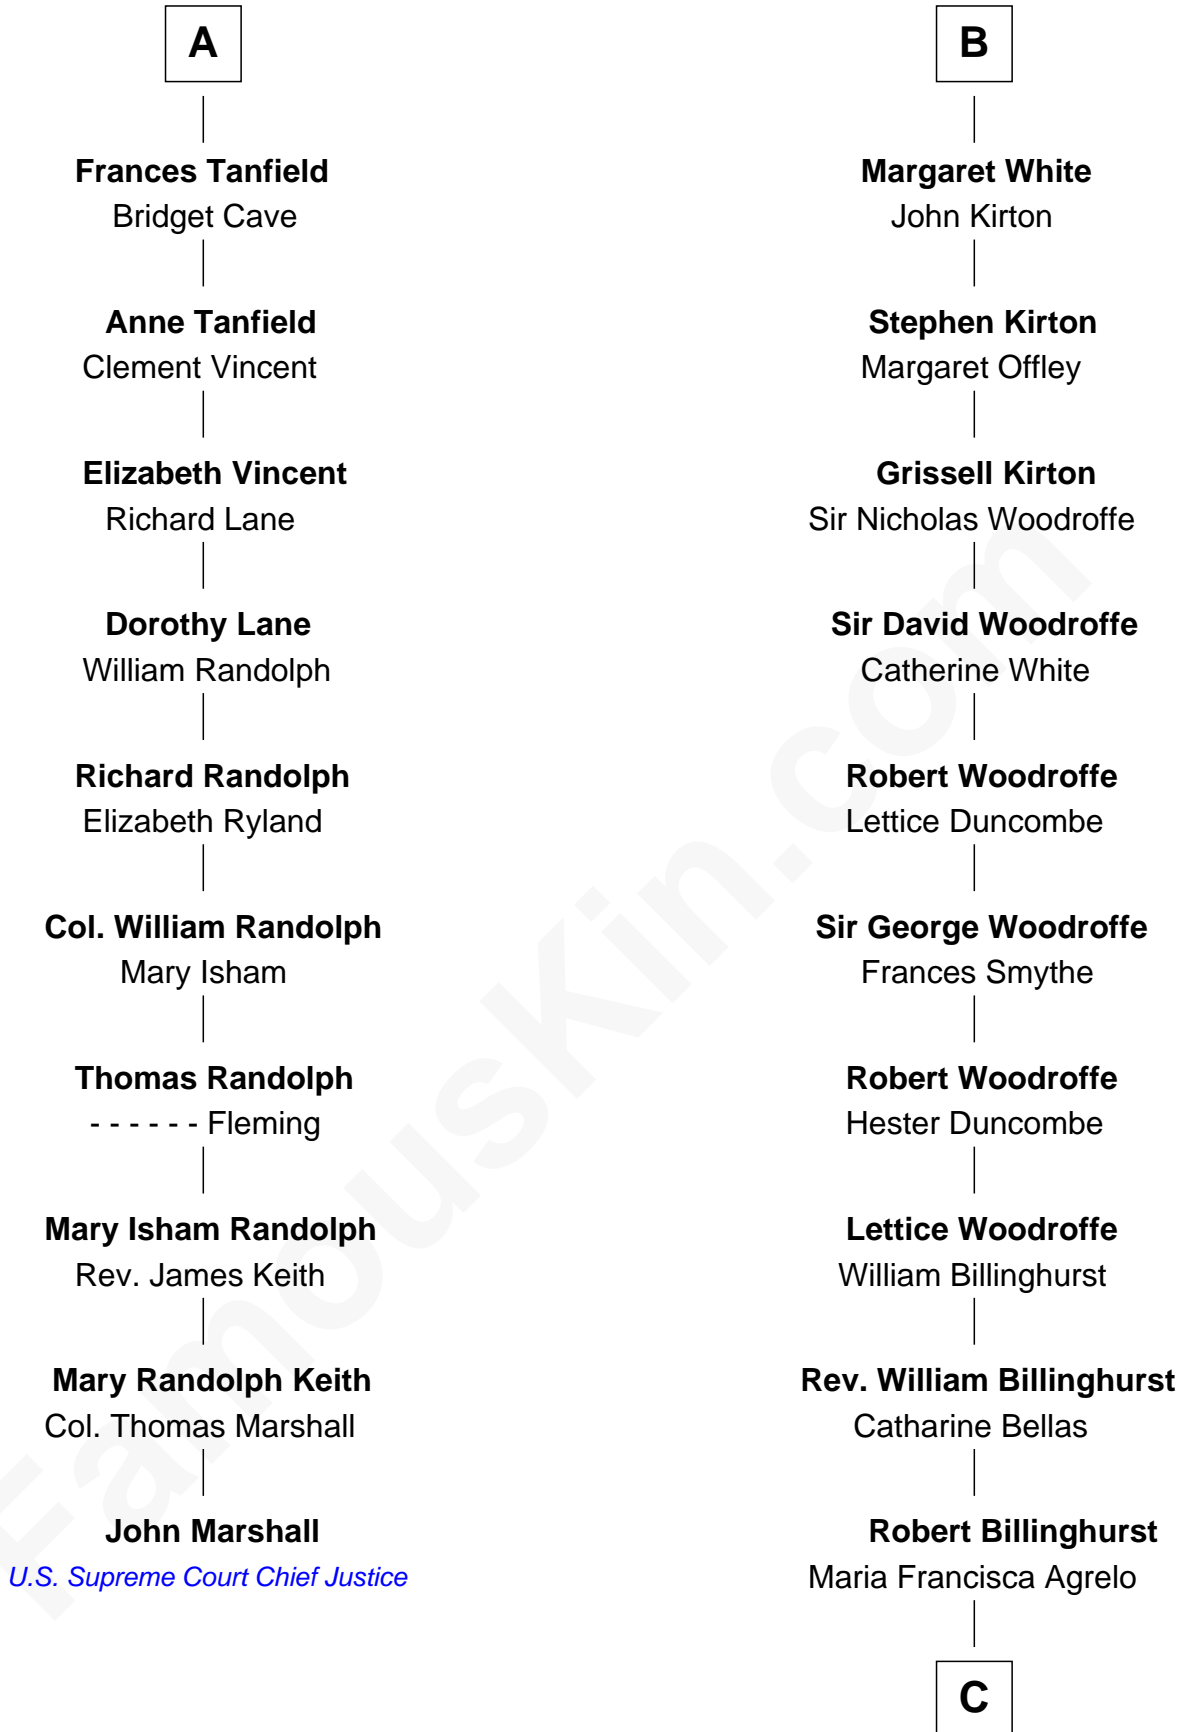 A
Frances Tanfield
Bridget Cave
Anne Tanfield
Clement Vincent
Elizabeth Vincent
Richard Lane
Dorothy Lane
William Randolph
Richard Randolph
Elizabeth Ryland
Col. William Randolph
Mary Isham
Thomas Randolph
- - - - - - Fleming
Mary Isham Randolph
Rev. James Keith
Mary Randolph Keith
Col. Thomas Marshall
John Marshall
U.S. Supreme Court Chief Justice
B
Margaret White
John Kirton
Stephen Kirton
Margaret Offley
Grissell Kirton
Sir Nicholas Woodroffe
Sir David Woodroffe
Catherine White
Robert Woodroffe
Lettice Duncombe
Sir George Woodroffe
Frances Smythe
Robert Woodroffe
Hester Duncombe
Lettice Woodroffe
William Billinghurst
Rev. William Billinghurst
Catharine Bellas
Robert Billinghurst
Maria Francisca Agrelo
C
FamousKin.com